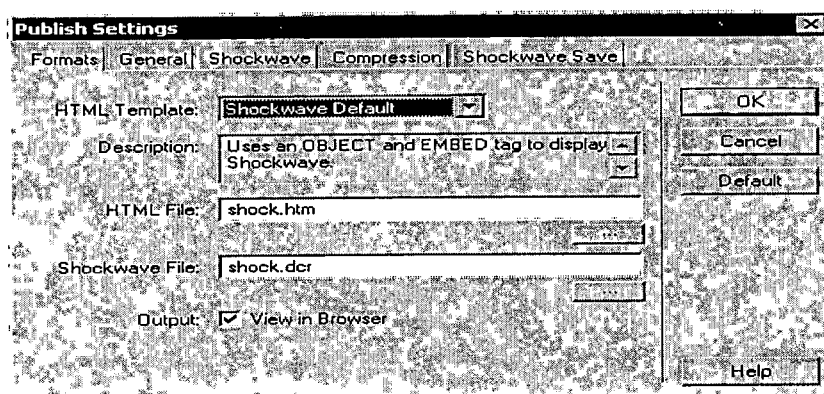 Publish Settings
Formats General Shockwave Compression Shockwave Save
HTML Template: Shockwave Default
Description: Uses an OBJECT and EMBED tag to display Shockwave.
HTML File: shock.htm
...
Shockwave File: shock.dcr
...
Output: View in Browser
OK
Cancel
Default
Help